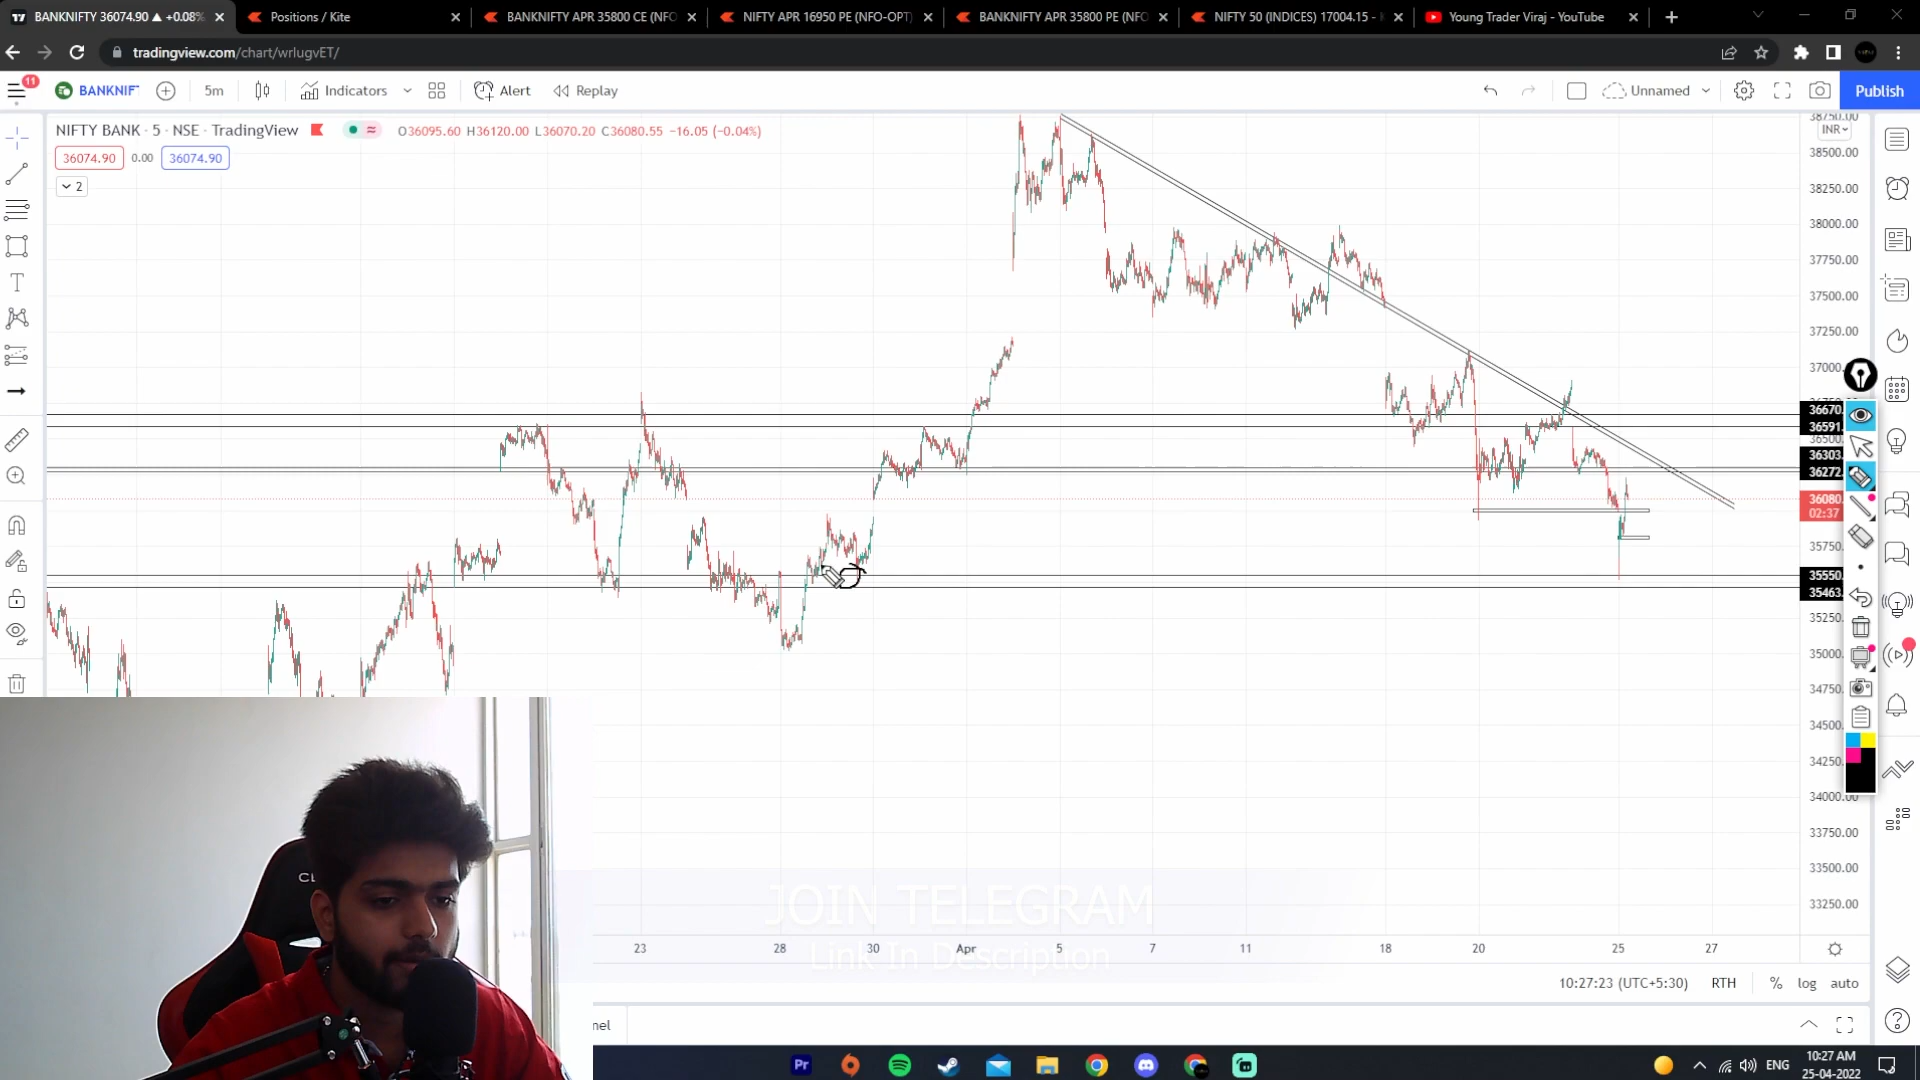 BANKNIFTY 36074.90 ▲ +0.08%
Positions / Kite
BANKNIFTY APR 35800 CE (NFO
NIFTY APR 16950 PE (NFO-OPT)
BANKNIFTY APR 35800 PE (NFO
NIFTY 50 (INDICES) 17004.15 -
Young Trader Viraj - YouTube
tradingview.com/chart/wrlugvET/
11
BANKNIF
5m
Indicators
Alert
Replay
Unnamed
Publish
NIFTY BANK · 5 · NSE · TradingView
O36095.60 H36120.00 L36070.20 C36080.55 −16.05 (−0.04%)
36074.90
0.00
36074.90
2
38750.00
INR
38500.00
38250.00
38000.00
37750.00
37500.00
37250.00
37000.00
36670.
36591.
36500.
36303.
36272.
36080.
02:37
35750.
35550.
35463.
35250.
35000.
34750.
34500.
34250.
34000.00
33750.00
33500.00
33250.00
JOIN TELEGRAM
Link In Description
23
28
30
Apr
5
7
11
18
20
25
27
10:27:23 (UTC+5:30)
RTH
%
log
auto
nel
CL
Pr
ENG
10:27 AM
25-04-2022